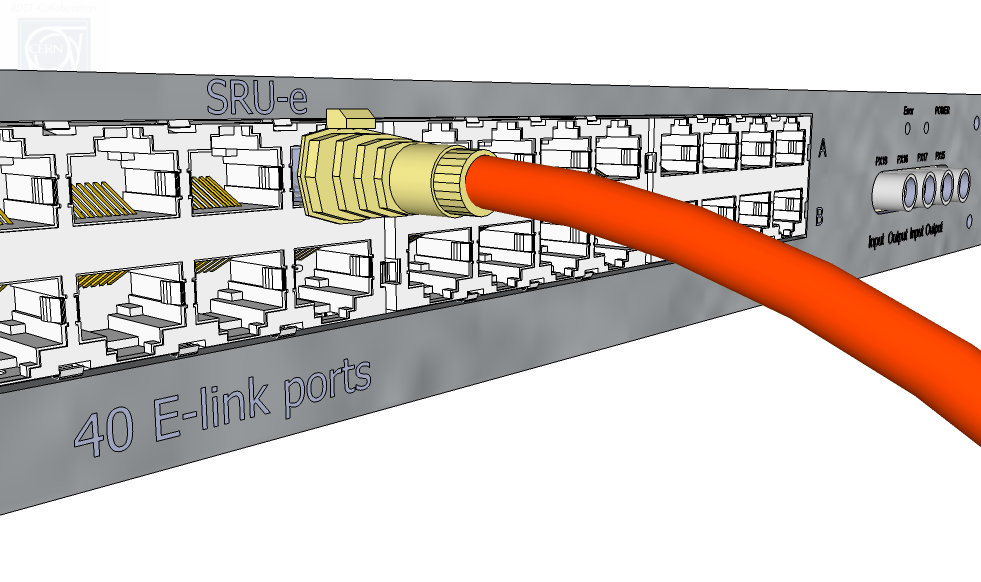 CERN
SRU-e
Error POWER
A
B
Input Output Input Output
40 E-link ports